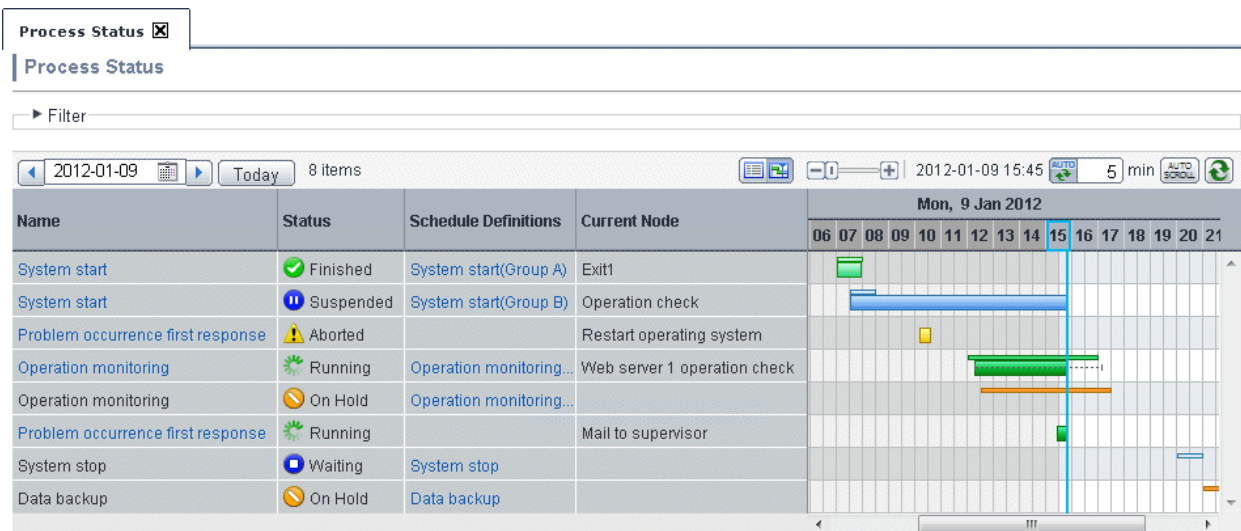 Process Status
Process Status
Filter
2012-01-09 Today 8 items 2012-01-09 15:45 AUTO 5 min AUTO SCROLL
Name Status Schedule Definitions Current Node Mon, 9 Jan 2012
06 07 08 09 10 11 12 13 14 15 16 17 18 19 20 21
System start Finished System start(Group A) Exit1
System start Suspended System start(Group B) Operation check
Problem occurrence first response Aborted Restart operating system
Operation monitoring Running Operation monitoring... Web server 1 operation check
Operation monitoring On Hold Operation monitoring...
Problem occurrence first response Running Mail to supervisor
System stop Waiting System stop
Data backup On Hold Data backup